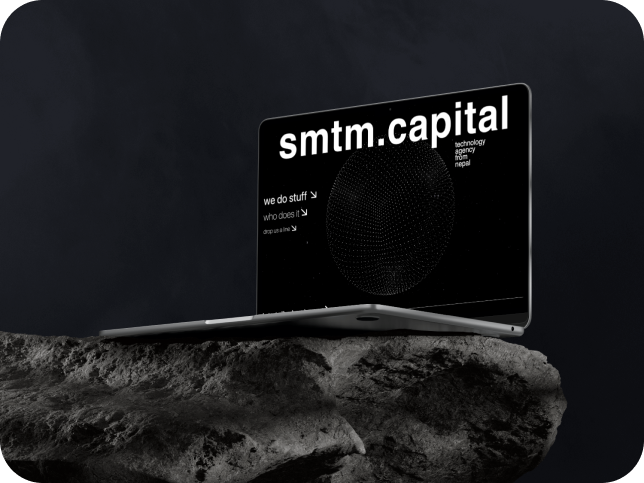 smtm.capital
technology
agency
from
nepal
we do stuff ↘
who does it ↘
drop us a line ↘